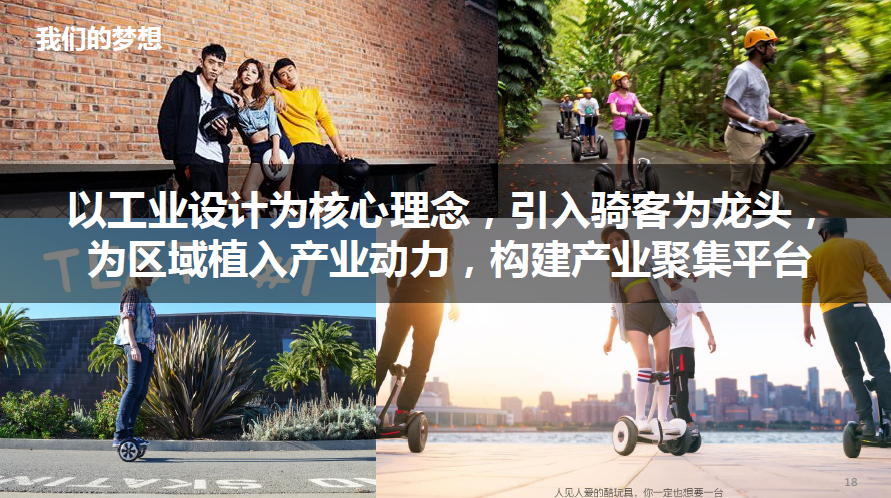 我们的梦想
以工业设计为核心理念，引入骑客为龙头，
为区域植入产业动力，构建产业聚集平台
人见人爱的酷玩具，你一定也想要一台
18